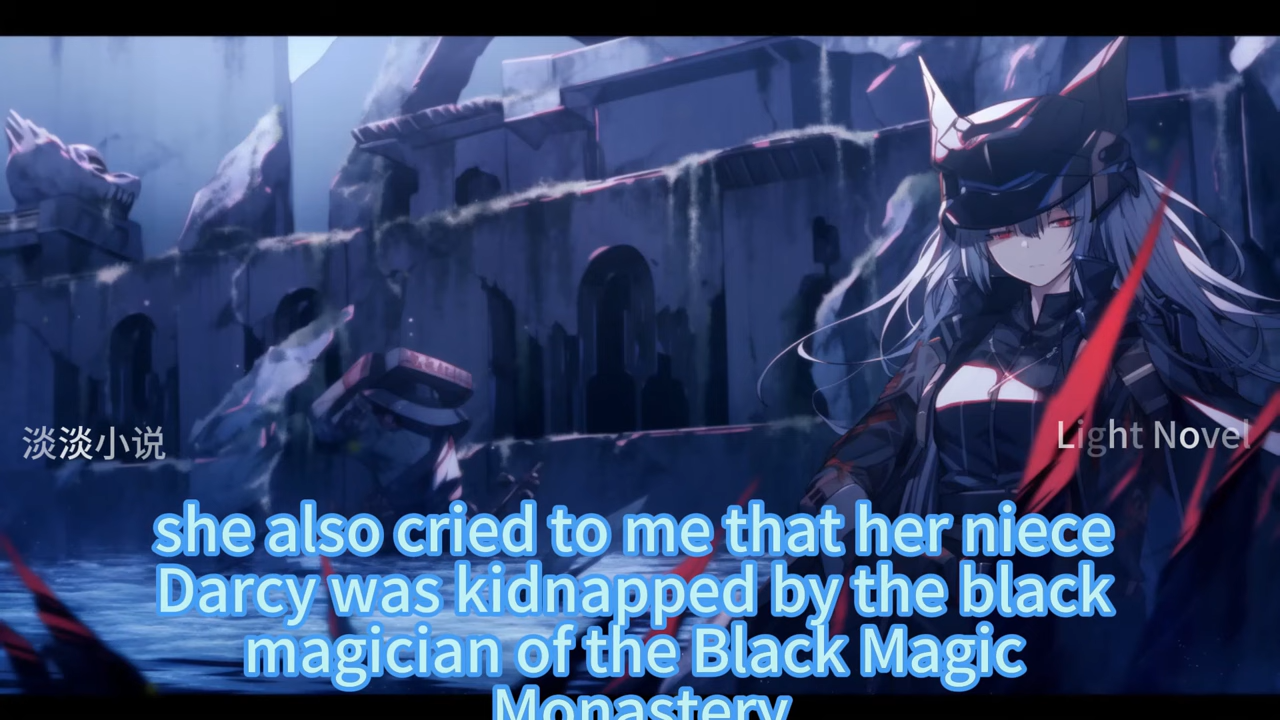 淡淡小说
Light Novel
she also cried to me that her niece
Darcy was kidnapped by the black
magician of the Black Magic
Monastery